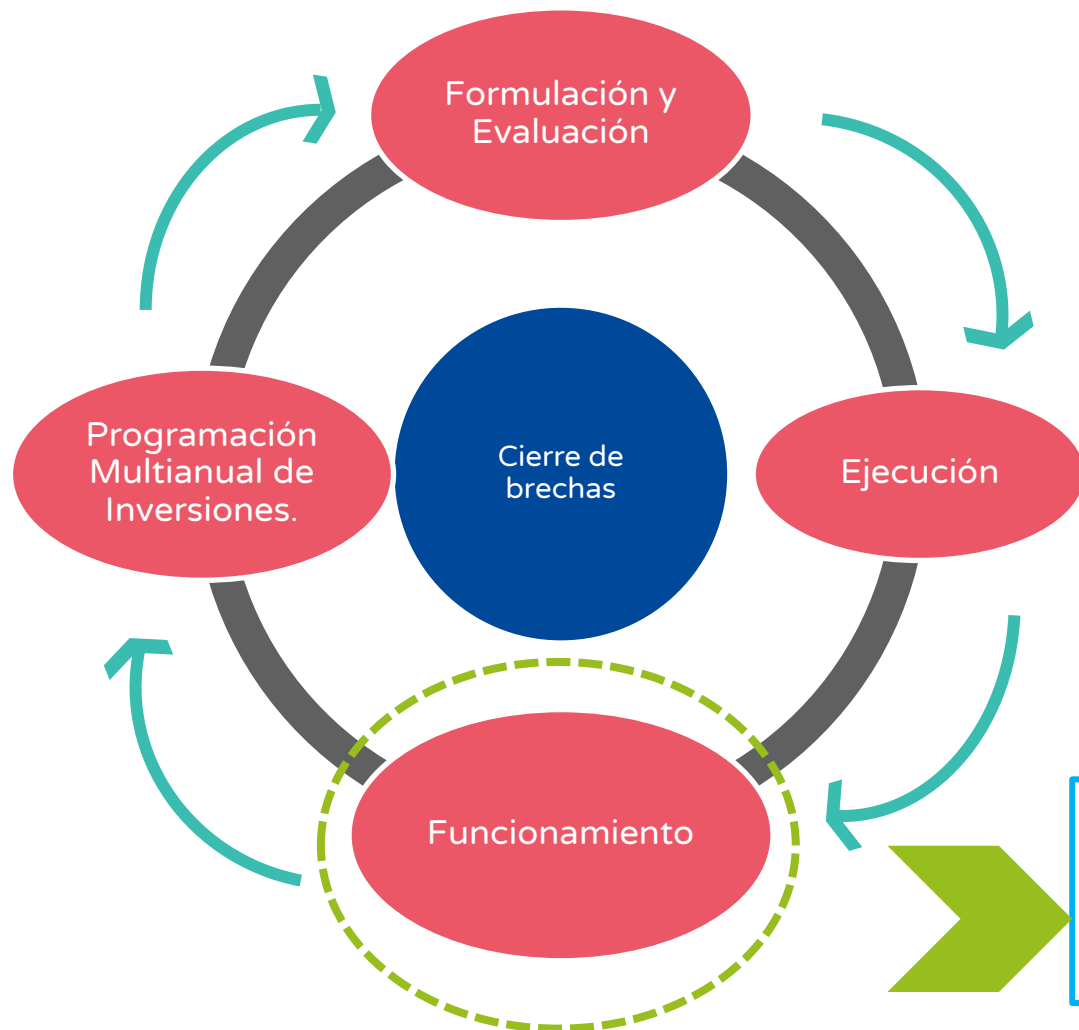 Formulación y
Evaluación
Programación
Multianual de
Inversiones.
Cierre de
brechas
Ejecución
Funcionamiento